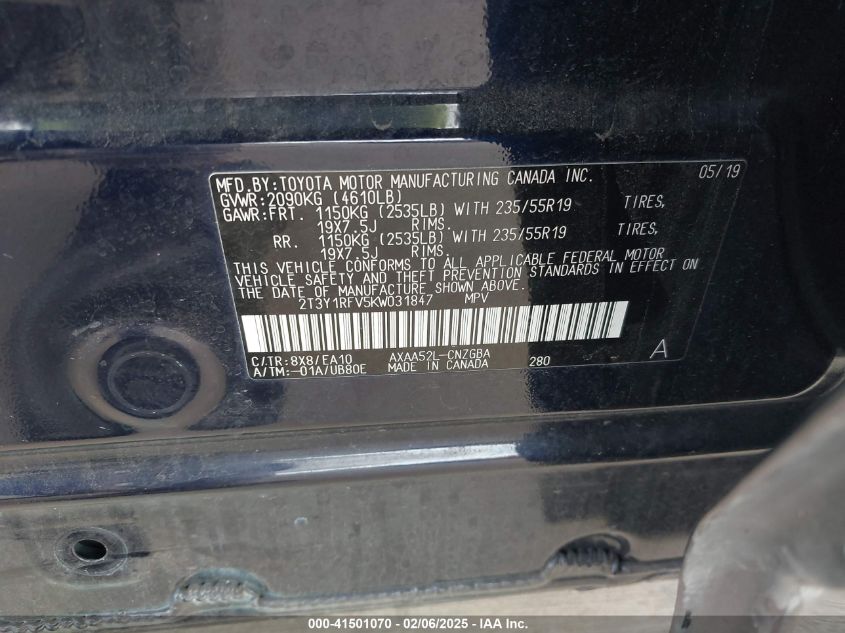 MFD.BY:TOYOTA MOTOR MANUFACTURING CANADA INC. 05/19
GVWR:2090KG (4610LB)
GAWR:FRT. 1150KG (2535LB) WITH 235/55R19 TIRES,
19X7.5J RIMS.
RR. 1150KG (2535LB) WITH 235/55R19 TIRES,
19X7.5J RIMS.
THIS VEHICLE CONFORMS TO ALL APPLICABLE FEDERAL MOTOR
VEHICLE SAFETY AND THEFT PREVENTION STANDARDS IN EFFECT ON
THE DATE OF MANUFACTURE SHOWN ABOVE.
2T3Y1RFV5KW031847 MPV
C/TR:8X8/EA10 AXAA52L-CNZGBA 280 A
A/TM:-01A/UB80E MADE IN CANADA
000-41501070 - 02/06/2025 - IAA Inc.